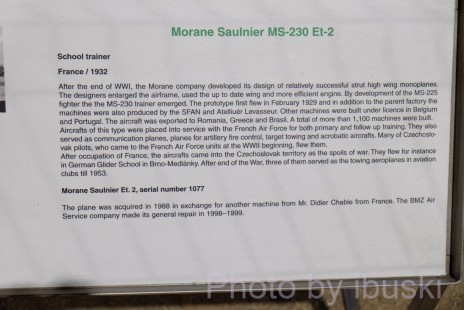 Morane Saulnier MS-230 Et-2
School trainer
France / 1932
After the end of WWI, the Morane company developed its design of relatively successful strut high wing monoplanes.
The designers enlarged the airframe, used the up to date wing and more efficient engine. By development of the MS-225
fighter the the MS-230 trainer emerged. The prototype first flew in February 1929 and in addition to the parent factory the
machines were also produced by the SFAN and Atelliuér Levasseur. Other machines were built under licence in Belgium
and Portugal. The aircraft was exported to Romania, Greece and Brasil. A total of more than 1,100 machines were built.
Aircrafts of this type were placed into service with the French Air Force for both primary and follow up training. They also
served as communication planes, planes for artillery fire control, target towing and acrobatic aircrafts. Many of Czechoslo-
vak pilots, who came to the French Air Force units at the WWII beginning, flew them.
After occupation of France, the aircrafts came into the Czechoslovak territory as the spoils of war. They flew for instance
in German Glider School in Brno-Medlánky. After end of the War, three of them served as the towing aeroplanes in aviation
clubs till 1953.
Morane Saulnier Et. 2, serial number 1077
The plane was acquired in 1988 in exchange for another machine from Mr. Didier Chable from France. The BMZ Air
Service company made its general repair in 1998–1999.
Photo by ibuski